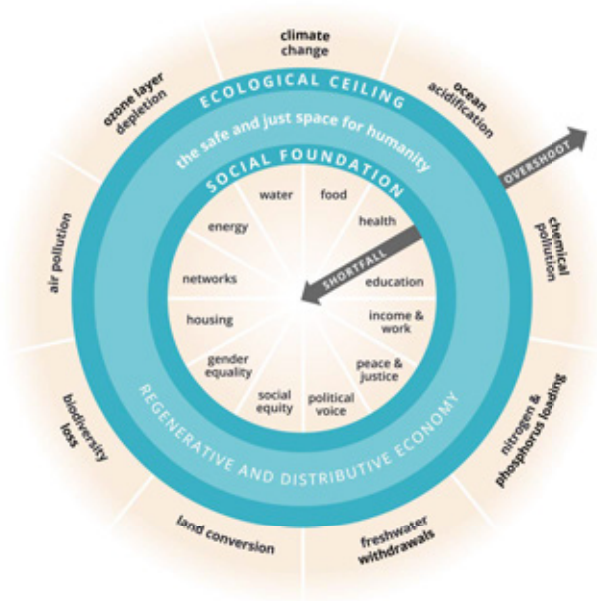 climate
change
ozone layer
depletion
ocean
acidification
ECOLOGICAL CEILING
the safe and just space for humanity
SOCIAL FOUNDATION
OVERSHOOT
water
food
energy
health
air pollution
chemical
pollution
SHORTFALL
networks
education
housing
income &
work
gender
equality
peace &
justice
social
equity
political
voice
REGENERATIVE AND DISTRIBUTIVE ECONOMY
biodiversity
loss
nitrogen &
phosphorus loading
land conversion
freshwater
withdrawals